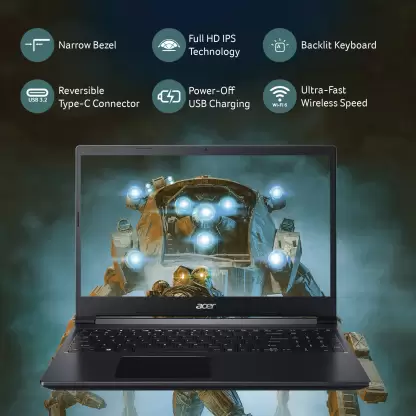 Narrow Bezel
Full HD IPS
Technology
Backlit Keyboard
A
USB 3.2
Reversible
Type-C Connector
Power-Off
USB Charging
Wi-Fi 6
Ultra-Fast
Wireless Speed
acer